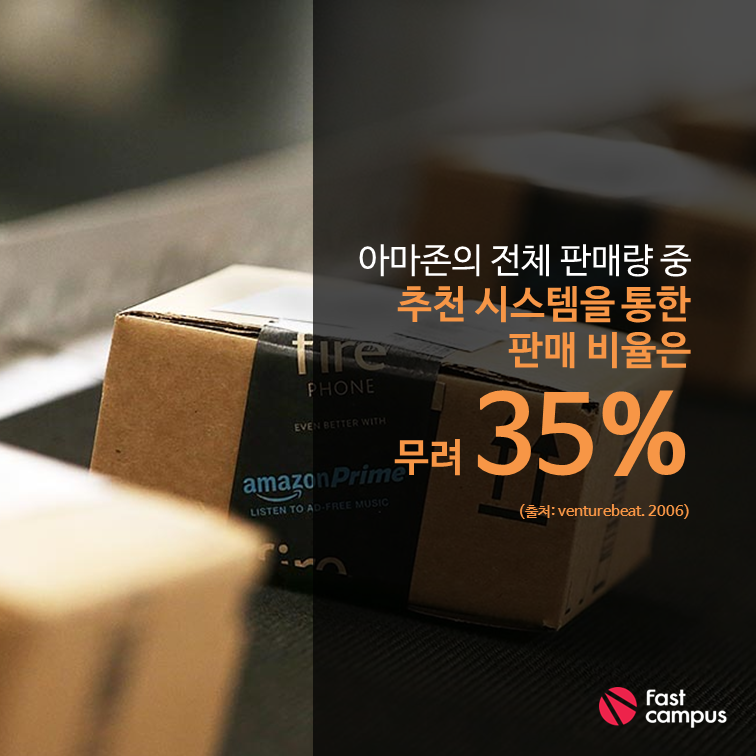 아마존의 전체 판매량 중
추천 시스템을 통한
판매 비율은
무려 35%
(출처: venturebeat. 2006)
fire
PHONE
EVEN BETTER WITH
amazonPrime
LISTEN TO AD-FREE MUSIC
fire
Fast
campus